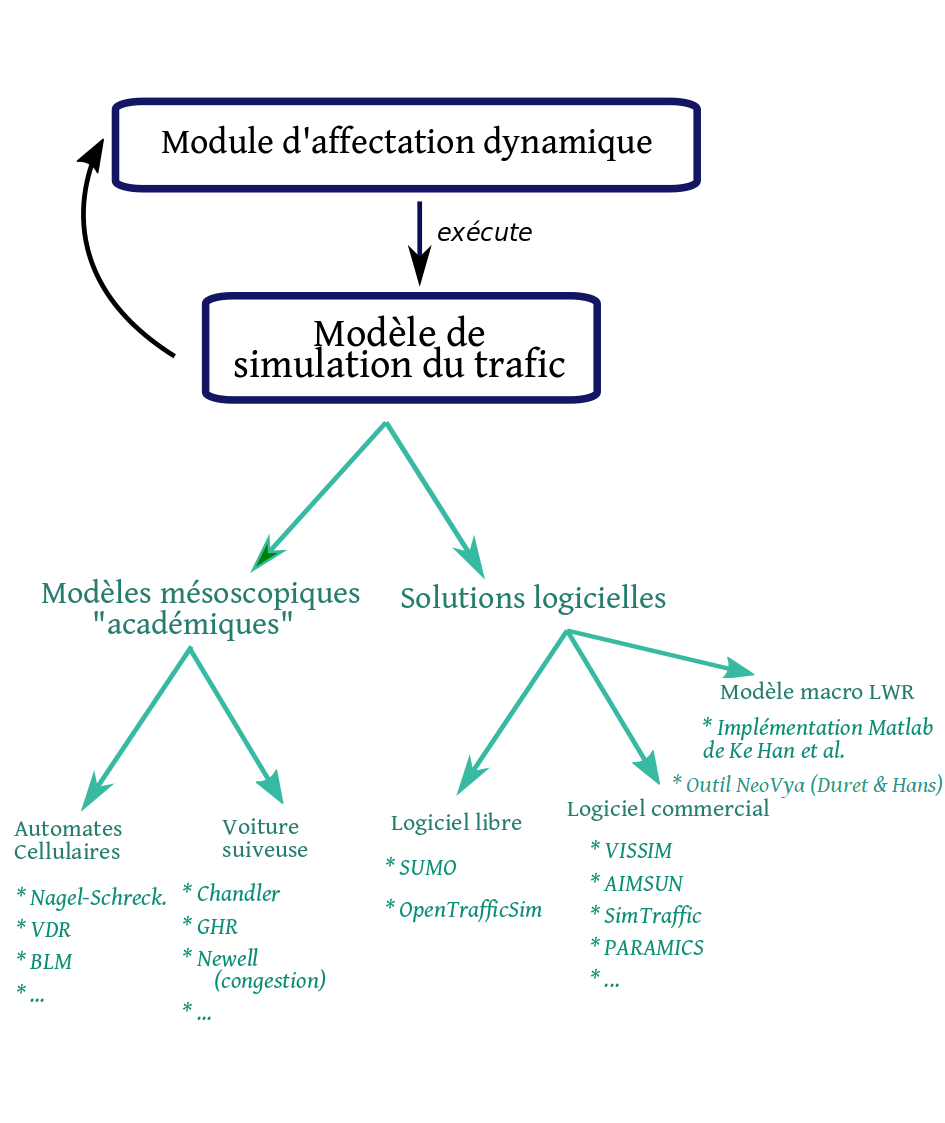 Module d'affectation dynamique
exécute
Modèle de
simulation du trafic
Modèles mésoscopiques
"académiques"
Solutions logicielles
Automates
Cellulaires
* Nagel-Schreck.
* VDR
* BLM
* ...
Voiture
suiveuse
* Chandler
* GHR
* Newell
(congestion)
* ...
Logiciel libre
* SUMO
* OpenTrafficSim
Logiciel commercial
* VISSIM
* AIMSUN
* SimTraffic
* PARAMICS
* ...
Modèle macro LWR
* Implémentation Matlab
de Ke Han et al.
* Outil NeoVya (Duret & Hans)